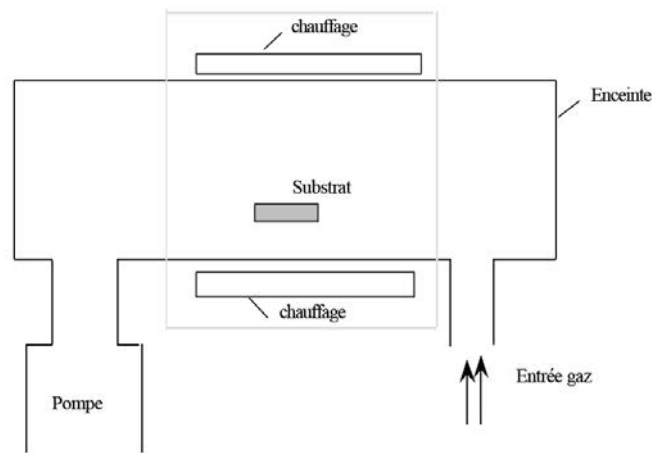 chauffage
Enceinte
Substrat
chauffage
Entrée gaz
Pompe